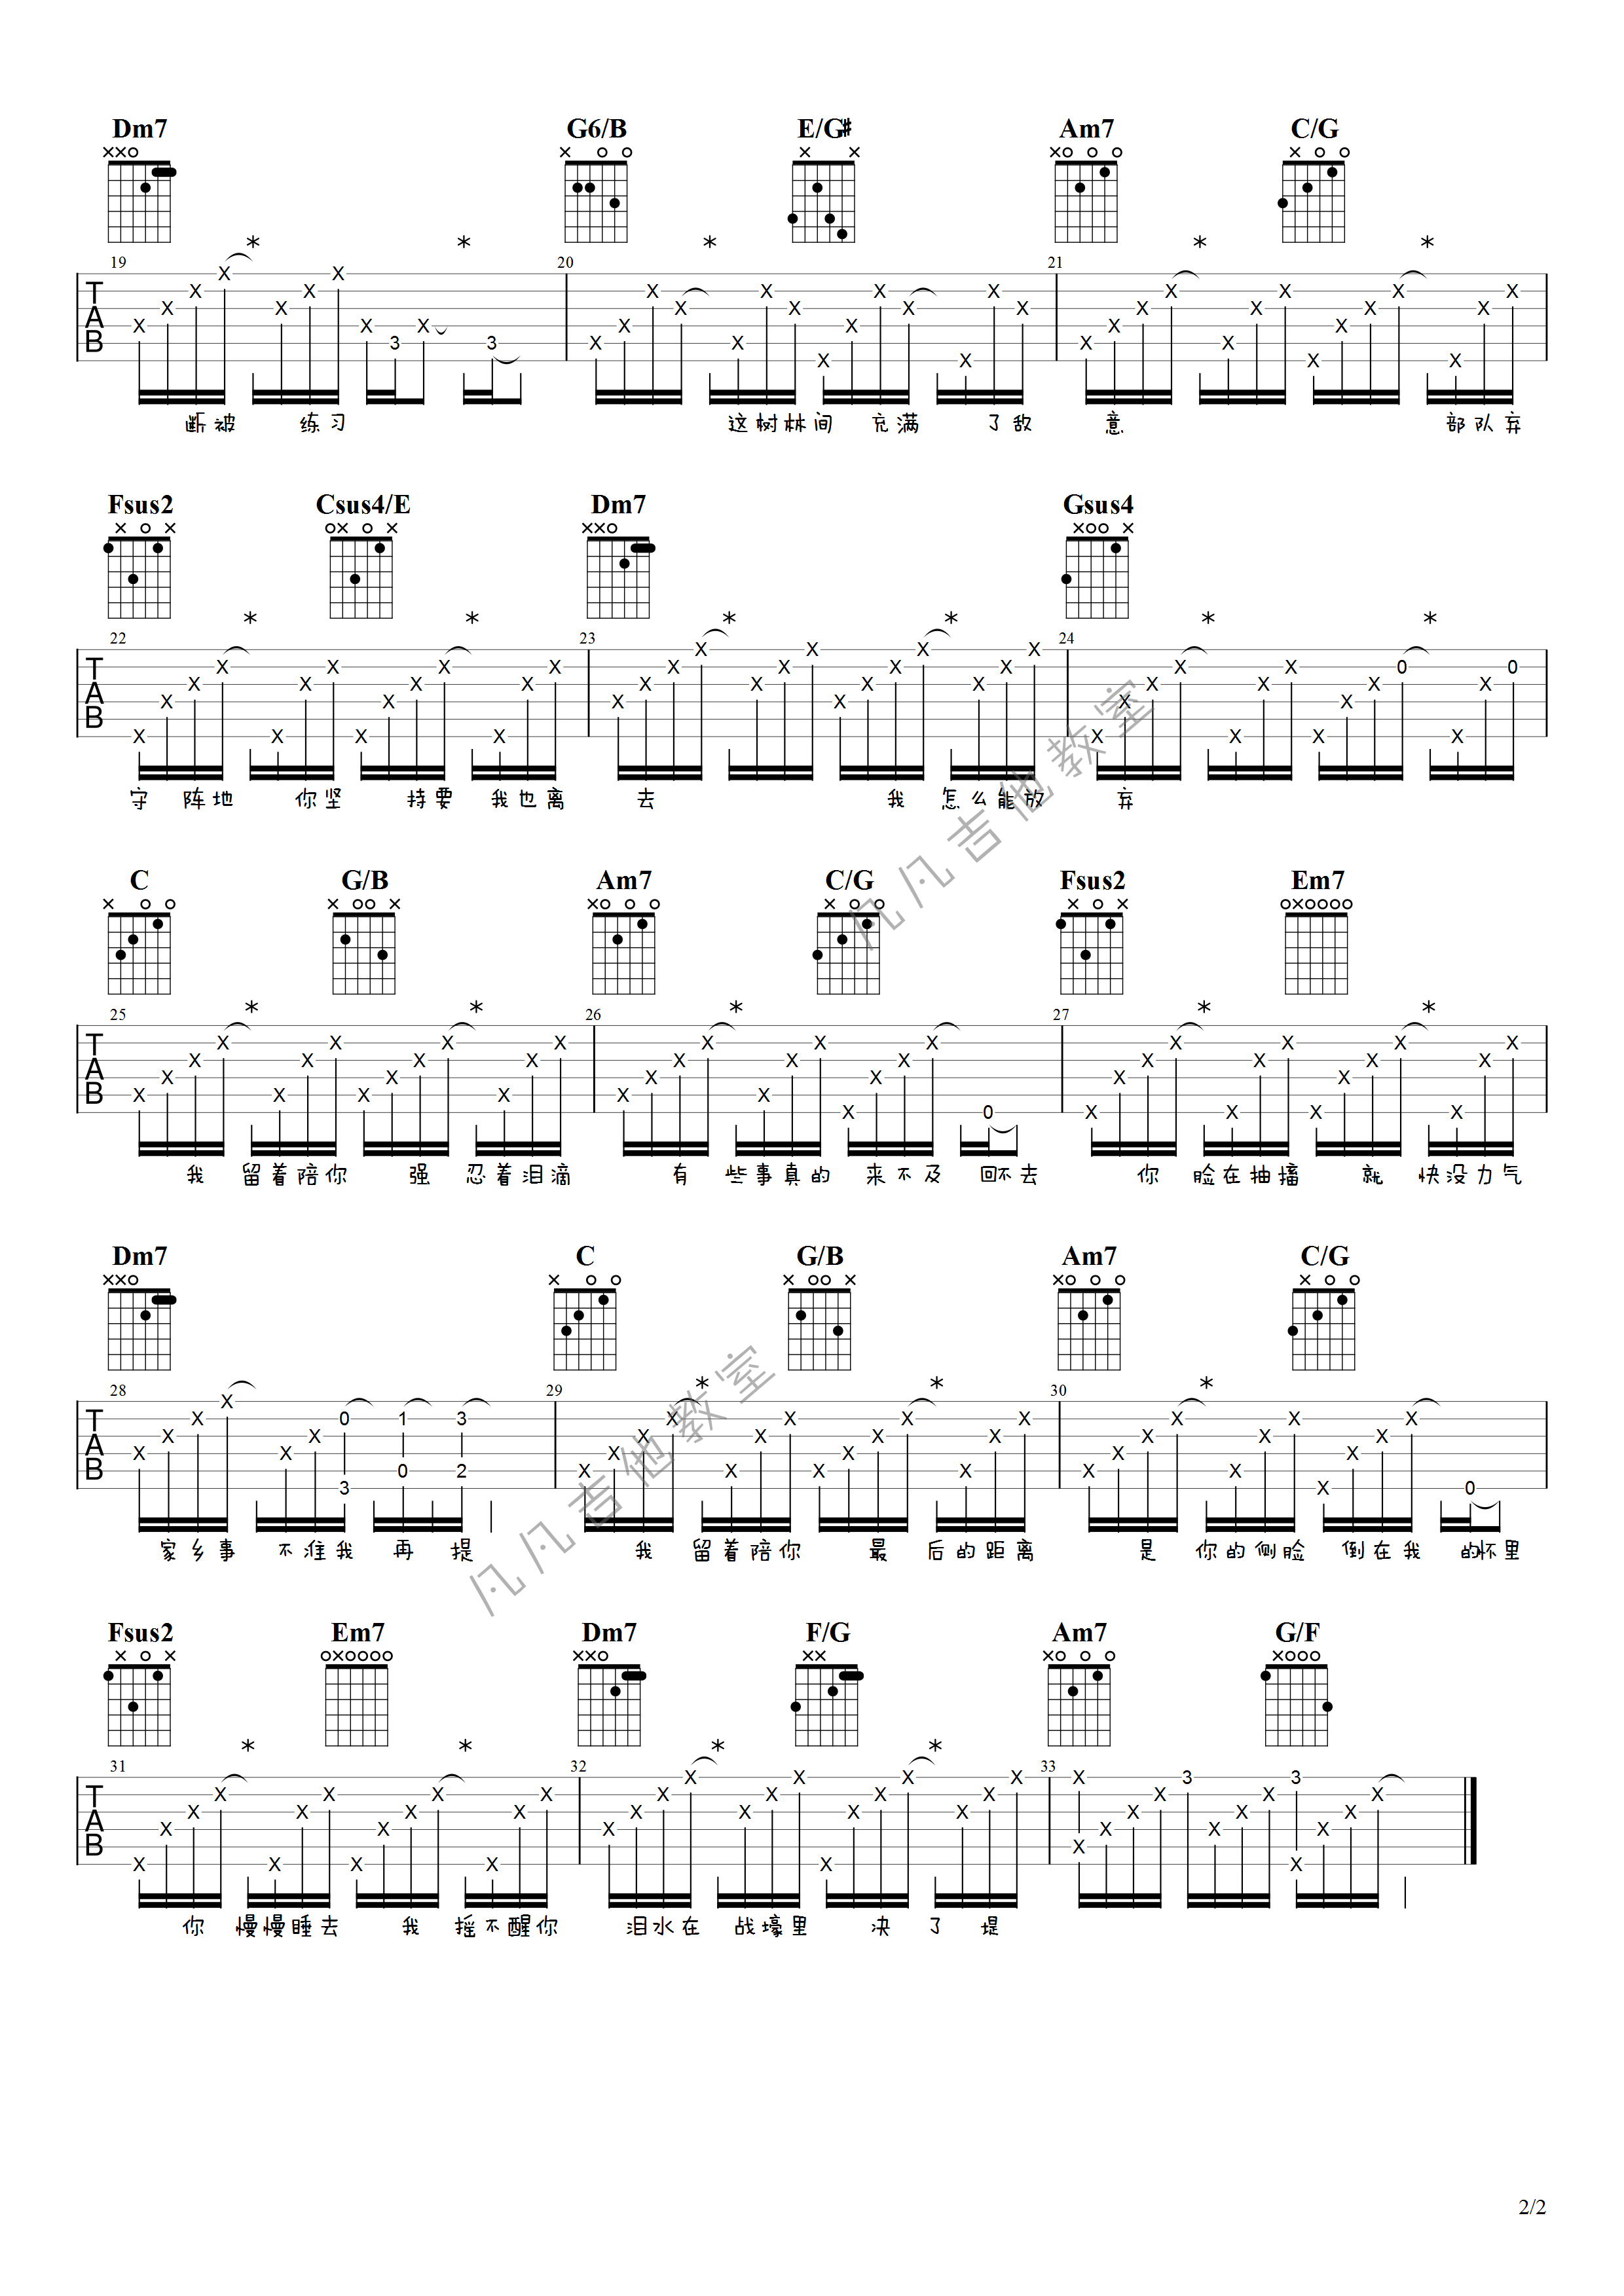 Dm7 G6/B E/G♯ Am7 C/G
19 20 21
断被 练习 这树林间 充满 了敌 意 部队弃
Fsus2 Csus4/E Dm7 Gsus4
22 23 24
守 阵地 你坚 持要 我也离 去 我 怎么能放 弃
C G/B Am7 C/G Fsus2 Em7
25 26 27
我 留着陪你 强 忍着泪滴 有 些事真的 来不及 回不去 你 脸在抽搐 就 快没力气
Dm7 C G/B Am7 C/G
28 29 30
家乡事 不准我 再 提 我 留着陪你 最 后的距离 是 你的侧脸 倒在我 的怀里
Fsus2 Em7 Dm7 F/G Am7 G/F
31 32 33
你 慢慢睡去 我 摇不醒你 泪水在 战壕里 决 了 堤
凡凡吉他教室
凡凡吉他教室
2/2